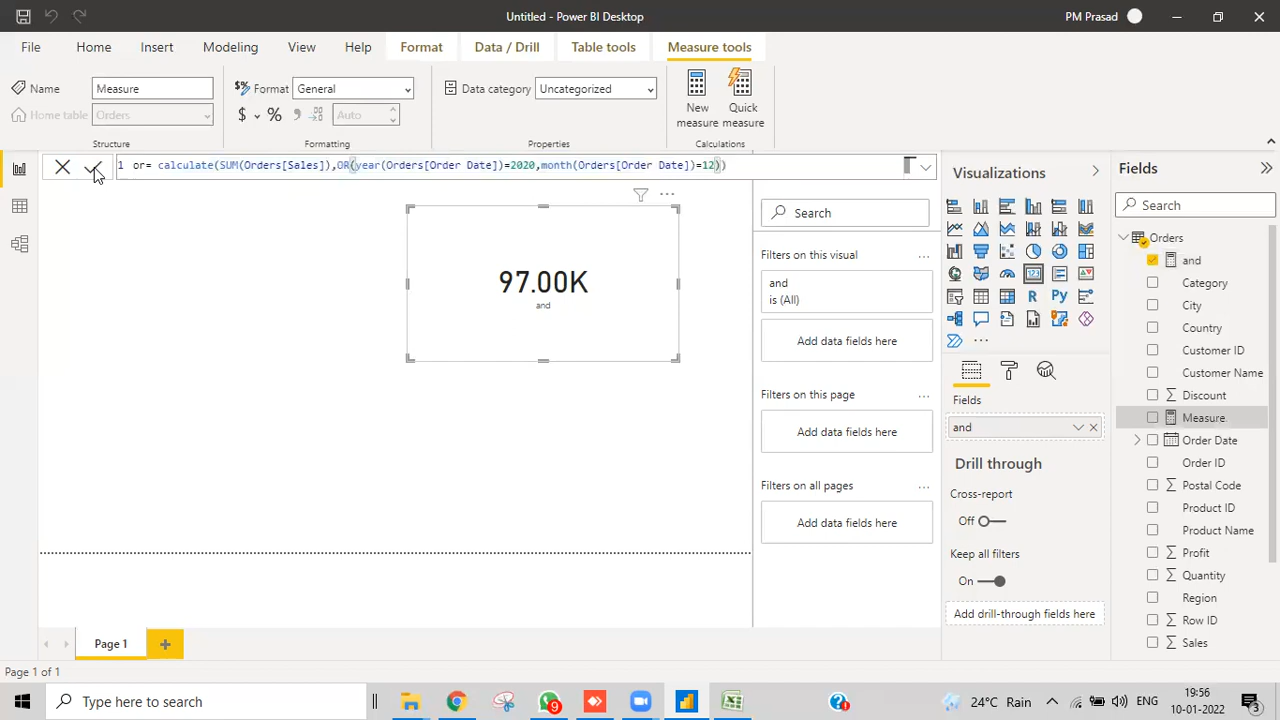 Untitled - Power BI Desktop
PM Prasad
File
Home
Insert
Modeling
View
Help
Format
Data / Drill
Table tools
Measure tools
Name
Measure
Home table
Orders
Structure
Format
General
$
%
Auto
Formatting
Data category
Uncategorized
Properties
New measure
Quick measure
Calculations
1 or= calculate(SUM(Orders[Sales]),OR(year(Orders[Order Date])=2020,month(Orders[Order Date])=12))
97.00K
and
Search
Filters on this visual
and
is (All)
Add data fields here
Filters on this page
Add data fields here
Filters on all pages
Add data fields here
Visualizations
R
Py
Fields
and
Drill through
Cross-report
Off
Keep all filters
On
Add drill-through fields here
Fields
Search
Orders
and
Category
City
Country
Customer ID
Customer Name
Discount
Measure
Order Date
Order ID
Postal Code
Product ID
Product Name
Profit
Quantity
Region
Row ID
Sales
Page 1
Page 1 of 1
Type here to search
9
24°C Rain
ENG
19:56
10-01-2022
3